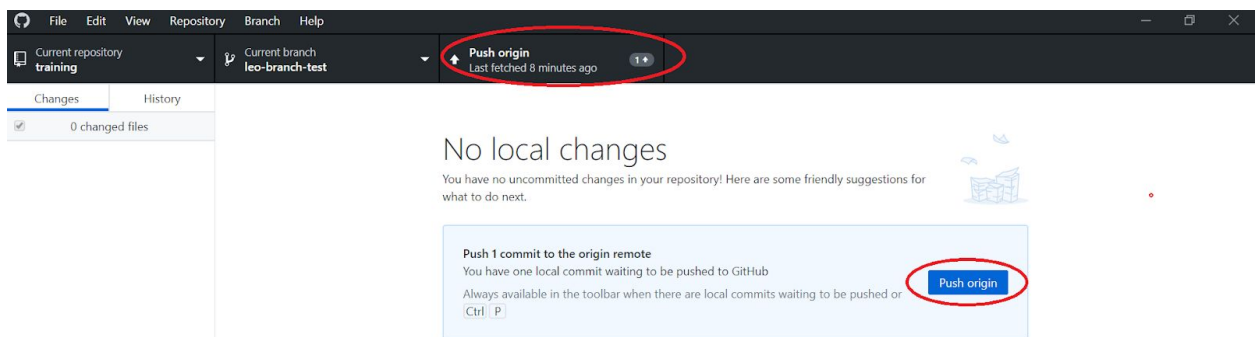 File Edit View Repository Branch Help
Current repository
training
Current branch
leo-branch-test
Push origin
Last fetched 8 minutes ago
1
Changes History
0 changed files
No local changes
You have no uncommitted changes in your repository! Here are some friendly suggestions for
what to do next.
Push 1 commit to the origin remote
You have one local commit waiting to be pushed to GitHub
Always available in the toolbar when there are local commits waiting to be pushed or
Ctrl P
Push origin